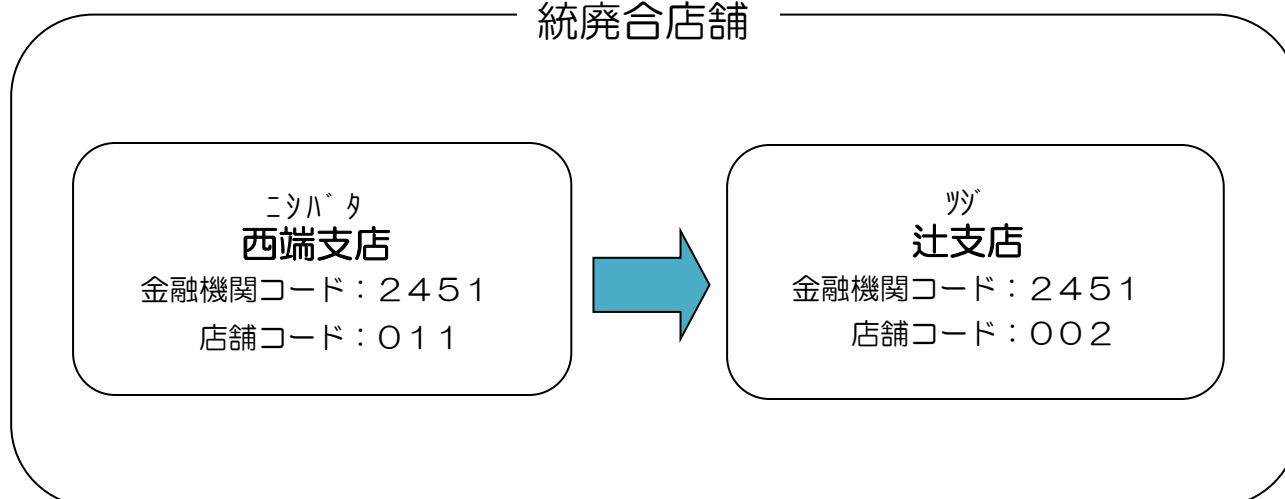 統廃合店舗
ﾆｼﾊﾞﾀ
西端支店
金融機関コード：２４５１
店舗コード：０１１
ﾂｼﾞ
辻支店
金融機関コード：２４５１
店舗コード：００２